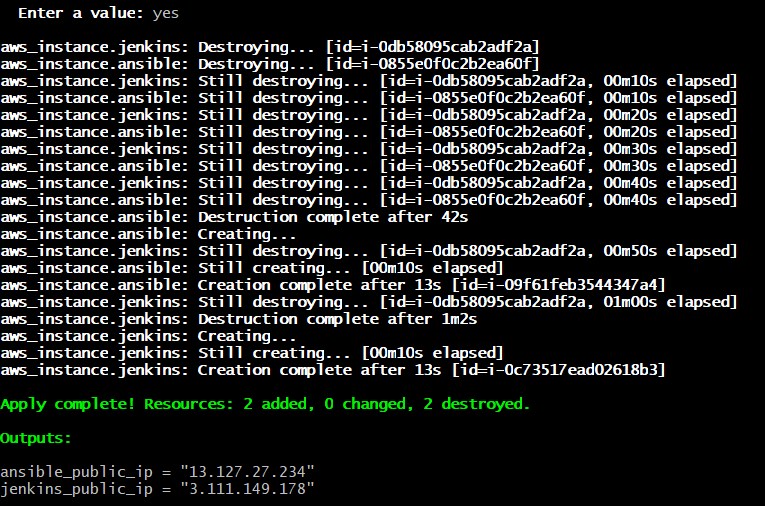 Enter a value: yes
aws_instance.jenkins: Destroying... [id=i-0db58095cab2adf2a]
aws_instance.ansible: Destroying... [id=i-0855e0f0c2b2ea60f]
aws_instance.jenkins: Still destroying... [id=i-0db58095cab2adf2a, 00m10s elapsed]
aws_instance.ansible: Still destroying... [id=i-0855e0f0c2b2ea60f, 00m10s elapsed]
aws_instance.jenkins: Still destroying... [id=i-0db58095cab2adf2a, 00m20s elapsed]
aws_instance.ansible: Still destroying... [id=i-0855e0f0c2b2ea60f, 00m20s elapsed]
aws_instance.jenkins: Still destroying... [id=i-0db58095cab2adf2a, 00m30s elapsed]
aws_instance.ansible: Still destroying... [id=i-0855e0f0c2b2ea60f, 00m30s elapsed]
aws_instance.jenkins: Still destroying... [id=i-0db58095cab2adf2a, 00m40s elapsed]
aws_instance.ansible: Still destroying... [id=i-0855e0f0c2b2ea60f, 00m40s elapsed]
aws_instance.ansible: Destruction complete after 42s
aws_instance.ansible: Creating...
aws_instance.jenkins: Still destroying... [id=i-0db58095cab2adf2a, 00m50s elapsed]
aws_instance.ansible: Still creating... [00m10s elapsed]
aws_instance.ansible: Creation complete after 13s [id=i-09f61feb3544347a4]
aws_instance.jenkins: Still destroying... [id=i-0db58095cab2adf2a, 01m00s elapsed]
aws_instance.jenkins: Destruction complete after 1m2s
aws_instance.jenkins: Creating...
aws_instance.jenkins: Still creating... [00m10s elapsed]
aws_instance.jenkins: Creation complete after 13s [id=i-0c73517ead02618b3]
Apply complete! Resources: 2 added, 0 changed, 2 destroyed.
Outputs:
ansible_public_ip = "13.127.27.234"
jenkins_public_ip = "3.111.149.178"